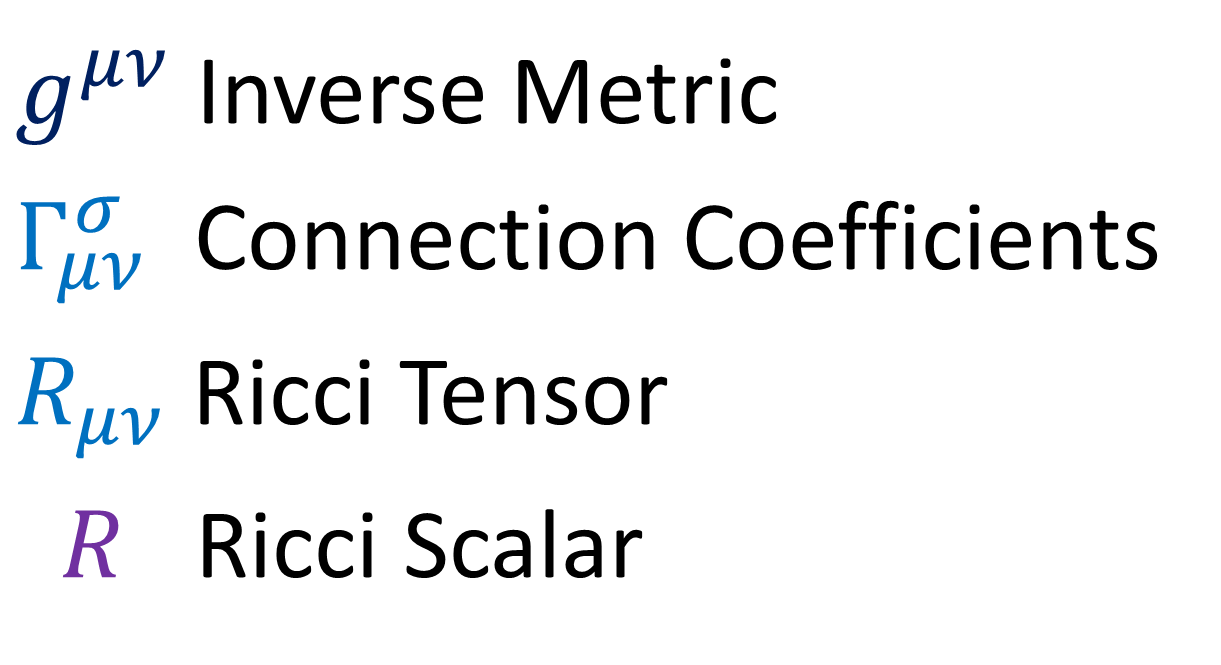 g^{μν} Inverse Metric
Γ^σ_{μν} Connection Coefficients
R_{μν} Ricci Tensor
R Ricci Scalar